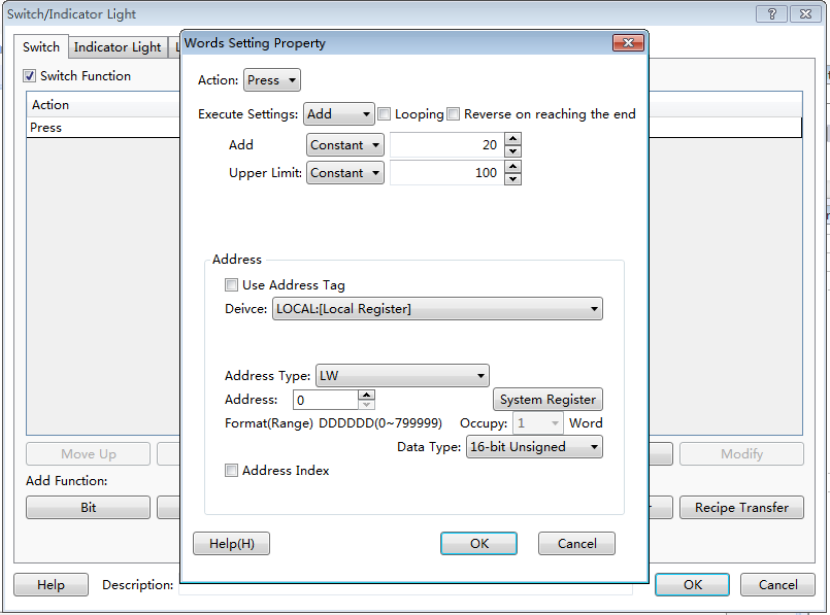 Switch/Indicator Light
Switch Indicator Light
Words Setting Property
Switch Function
Action
Press
Action: Press
Execute Settings: Add Looping Reverse on reaching the end
Add Constant 20
Upper Limit: Constant 100
Address
Use Address Tag
Deivce: LOCAL:[Local Register]
Address Type: LW
Address: 0 System Register
Format(Range) DDDDDD(0~799999) Occupy: 1 Word
Data Type: 16-bit Unsigned
Address Index
Move Up Modify
Add Function:
Bit Recipe Transfer
Help(H) OK Cancel
Help Description: OK Cancel